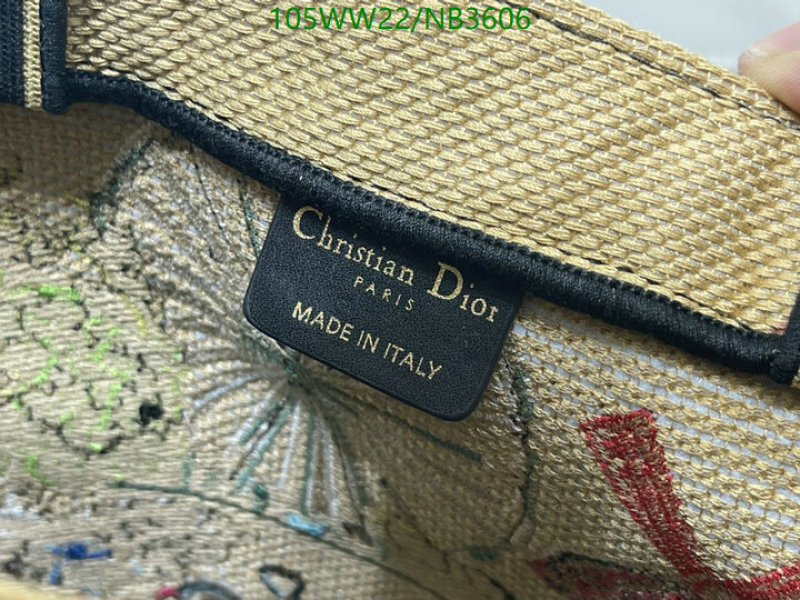 105WW22/NB3606
Christian Dior
PARIS
MADE IN ITALY